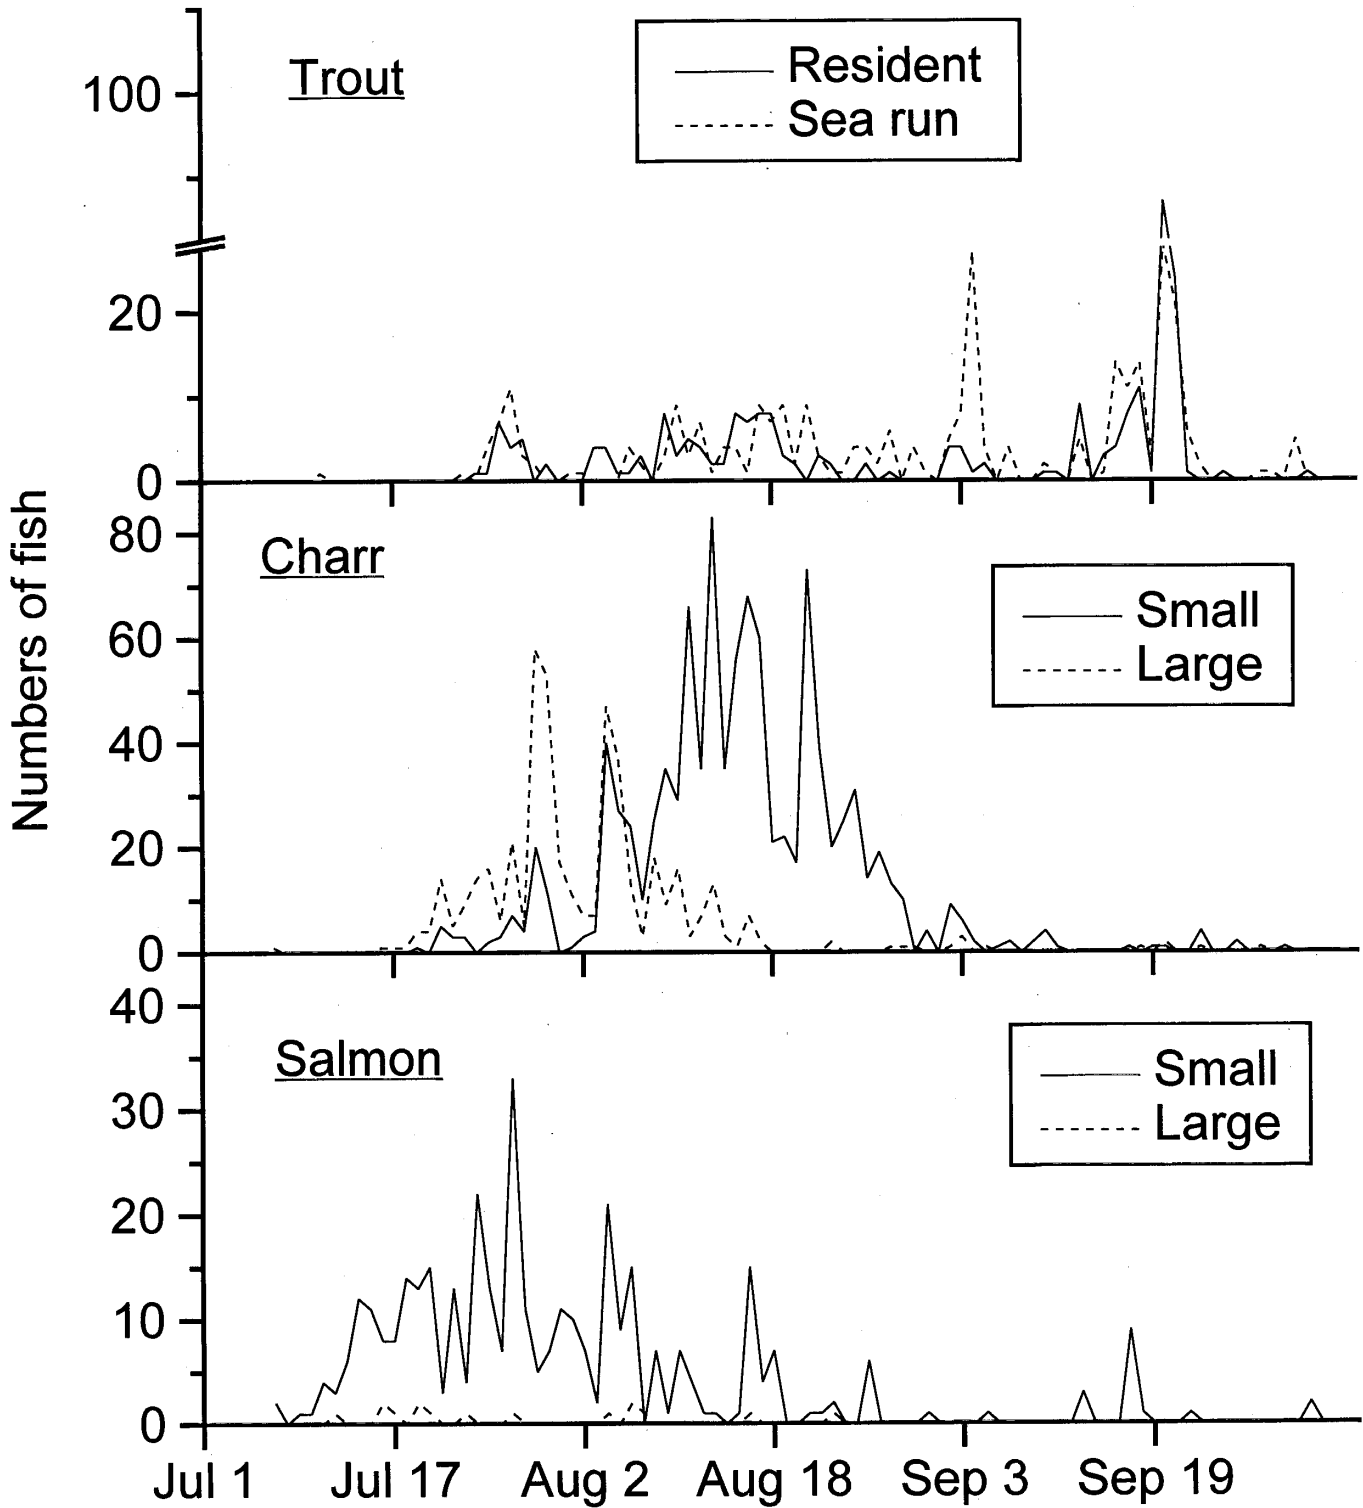 Trout
Resident
Sea run
100
20
0
Numbers of fish
Charr
Small
Large
80
60
40
20
0
Salmon
Small
Large
40
30
20
10
0
Jul 1 Jul 17 Aug 2 Aug 18 Sep 3 Sep 19